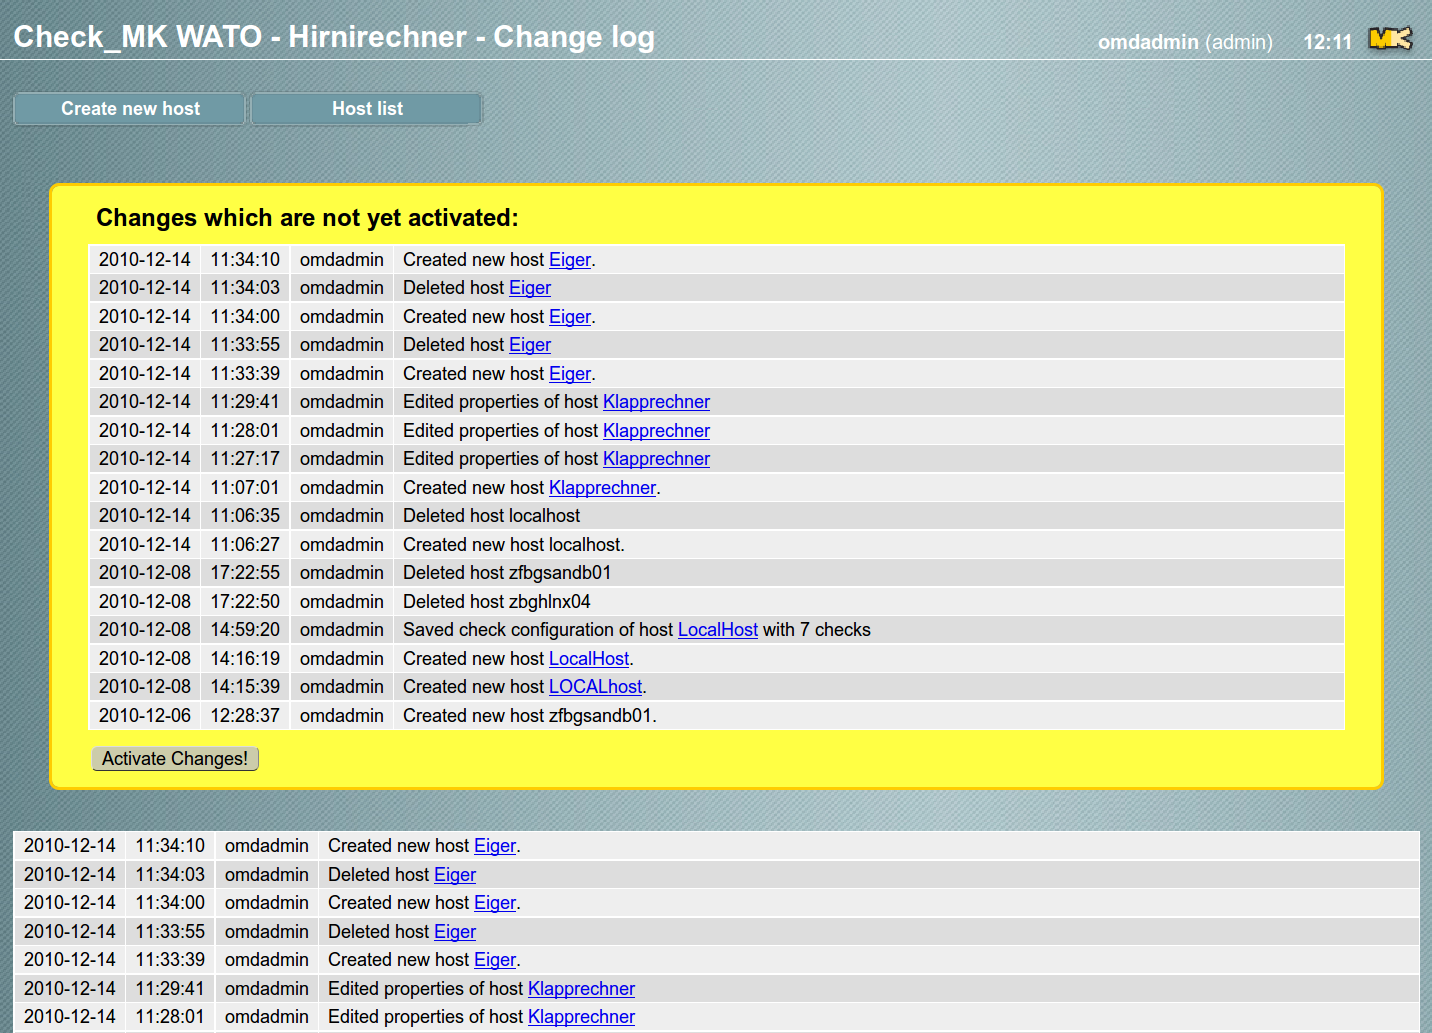 Check_MK WATO - Hirnirechner - Change log
omdadmin (admin) 12:11 MK
Create new host Host list
Changes which are not yet activated:
2010-12-14 11:34:10 omdadmin Created new host Eiger.
2010-12-14 11:34:03 omdadmin Deleted host Eiger
2010-12-14 11:34:00 omdadmin Created new host Eiger.
2010-12-14 11:33:55 omdadmin Deleted host Eiger
2010-12-14 11:33:39 omdadmin Created new host Eiger.
2010-12-14 11:29:41 omdadmin Edited properties of host Klapprechner
2010-12-14 11:28:01 omdadmin Edited properties of host Klapprechner
2010-12-14 11:27:17 omdadmin Edited properties of host Klapprechner
2010-12-14 11:07:01 omdadmin Created new host Klapprechner.
2010-12-14 11:06:35 omdadmin Deleted host localhost
2010-12-14 11:06:27 omdadmin Created new host localhost.
2010-12-08 17:22:55 omdadmin Deleted host zfbgsandb01
2010-12-08 17:22:50 omdadmin Deleted host zbghlnx04
2010-12-08 14:59:20 omdadmin Saved check configuration of host LocalHost with 7 checks
2010-12-08 14:16:19 omdadmin Created new host LocalHost.
2010-12-08 14:15:39 omdadmin Created new host LOCALhost.
2010-12-06 12:28:37 omdadmin Created new host zfbgsandb01.
Activate Changes!
2010-12-14 11:34:10 omdadmin Created new host Eiger.
2010-12-14 11:34:03 omdadmin Deleted host Eiger
2010-12-14 11:34:00 omdadmin Created new host Eiger.
2010-12-14 11:33:55 omdadmin Deleted host Eiger
2010-12-14 11:33:39 omdadmin Created new host Eiger.
2010-12-14 11:29:41 omdadmin Edited properties of host Klapprechner
2010-12-14 11:28:01 omdadmin Edited properties of host Klapprechner